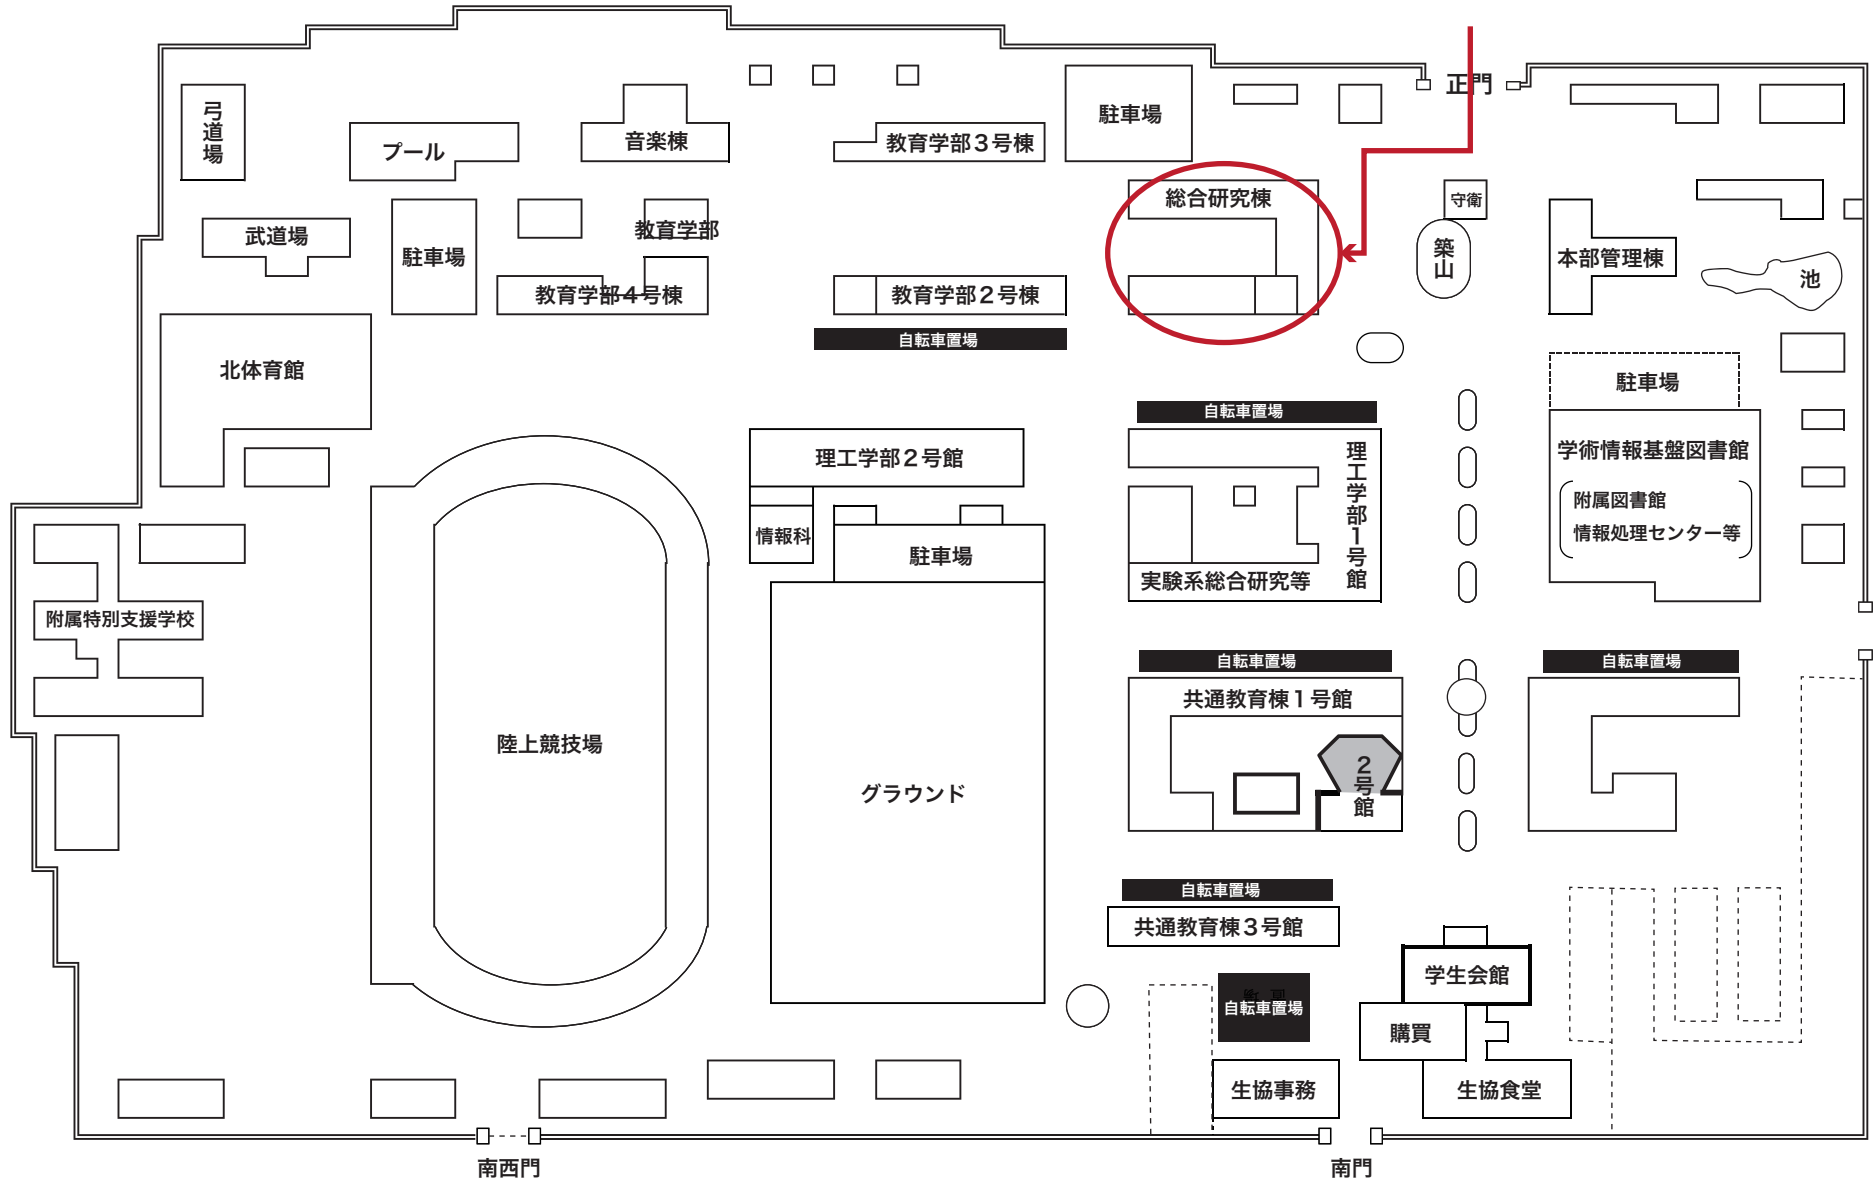 正門
弓道場
プール
音楽棟
教育学部３号棟
駐車場
総合研究棟
守衛
武道場
駐車場
教育学部
築山
本部管理棟
池
教育学部４号棟
教育学部２号棟
自転車置場
北体育館
駐車場
自転車置場
理工学部２号館
理工学部１号館
学術情報基盤図書館
附属図書館
情報処理センター等
情報科
駐車場
実験系総合研究等
附属特別支援学校
自転車置場
自転車置場
共通教育棟１号館
陸上競技場
グラウンド
２号館
自転車置場
共通教育棟３号館
学生会館
自転車置場
購買
生協事務
生協食堂
南西門
南門